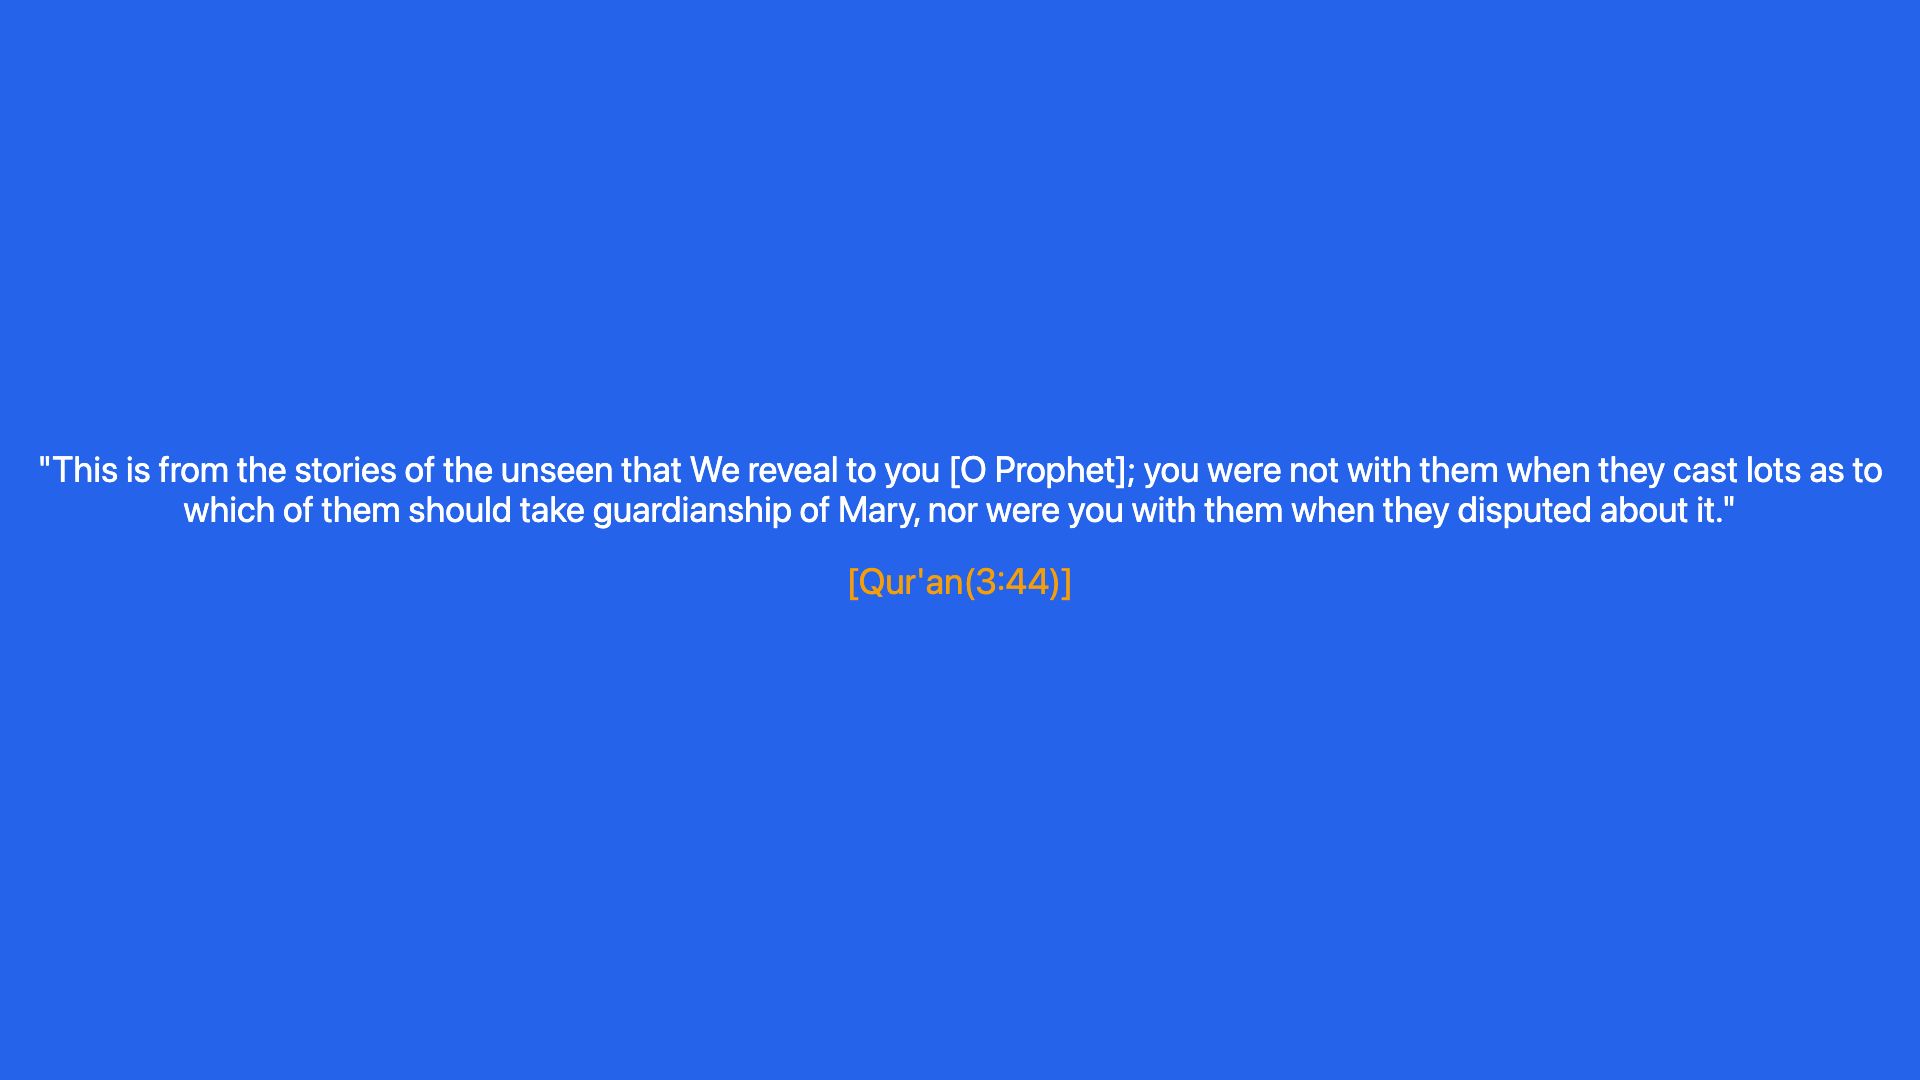 "This is from the stories of the unseen that We reveal to you [O Prophet]; you were not with them when they cast lots as to
which of them should take guardianship of Mary, nor were you with them when they disputed about it."
[Qur'an(3:44)]